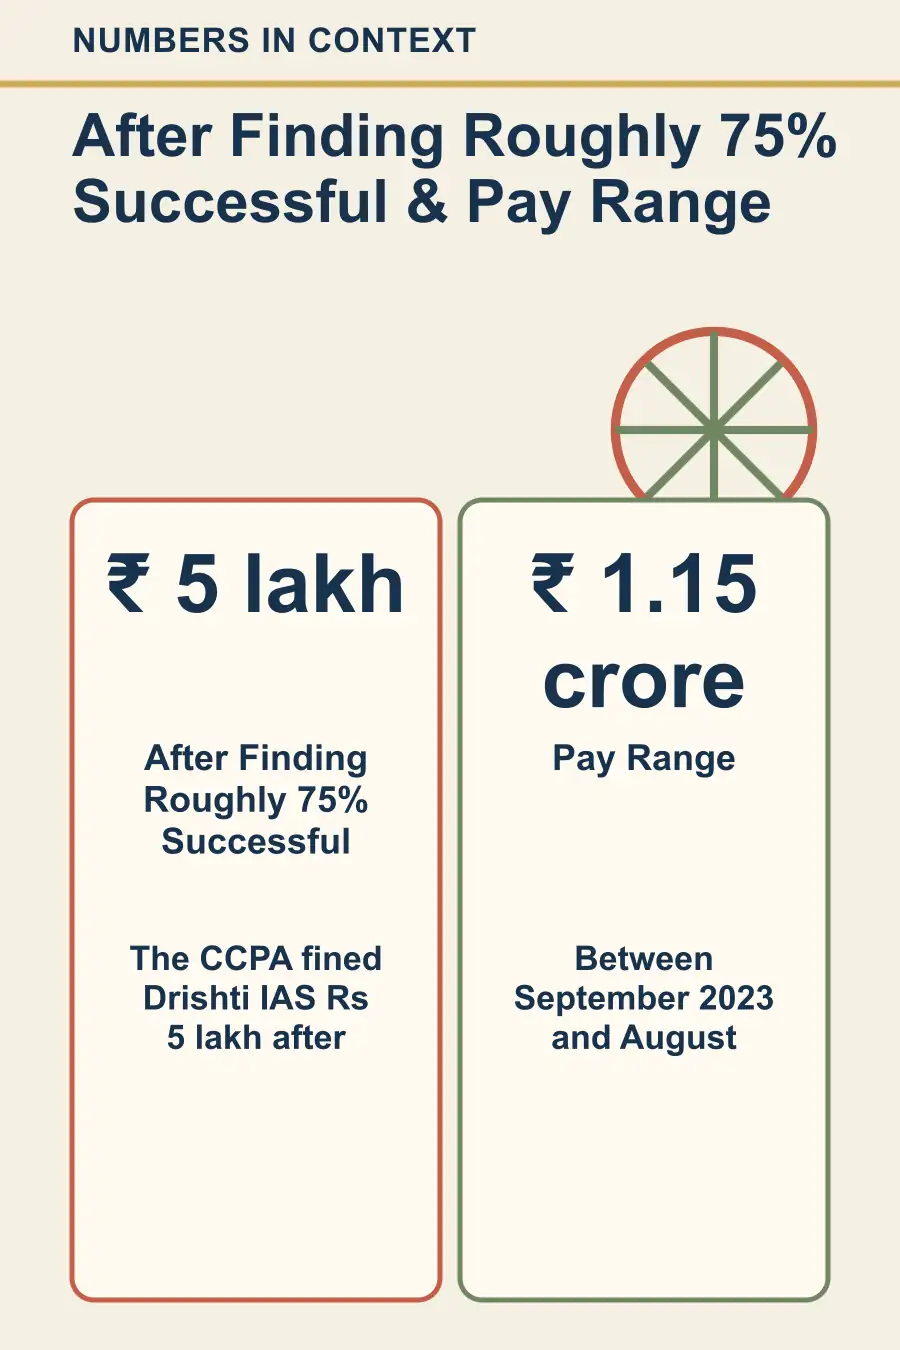 NUMBERS IN CONTEXT
After Finding Roughly 75%
Successful & Pay Range
₹ 5 lakh
After Finding
Roughly 75%
Successful
The CCPA fined
Drishti IAS Rs
5 lakh after
₹ 1.15
crore
Pay Range
Between
September 2023
and August